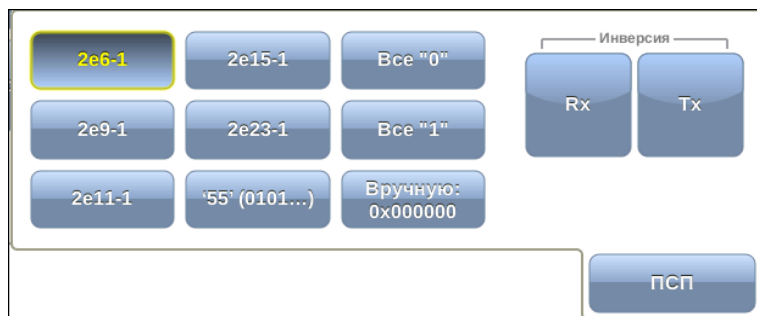 Инверсия
2e6-1
2e15-1
Все "0"
Rx
Tx
2e9-1
2e23-1
Все "1"
2e11-1
‘55’ (0101...)
Вручную:
0x000000
ПСП